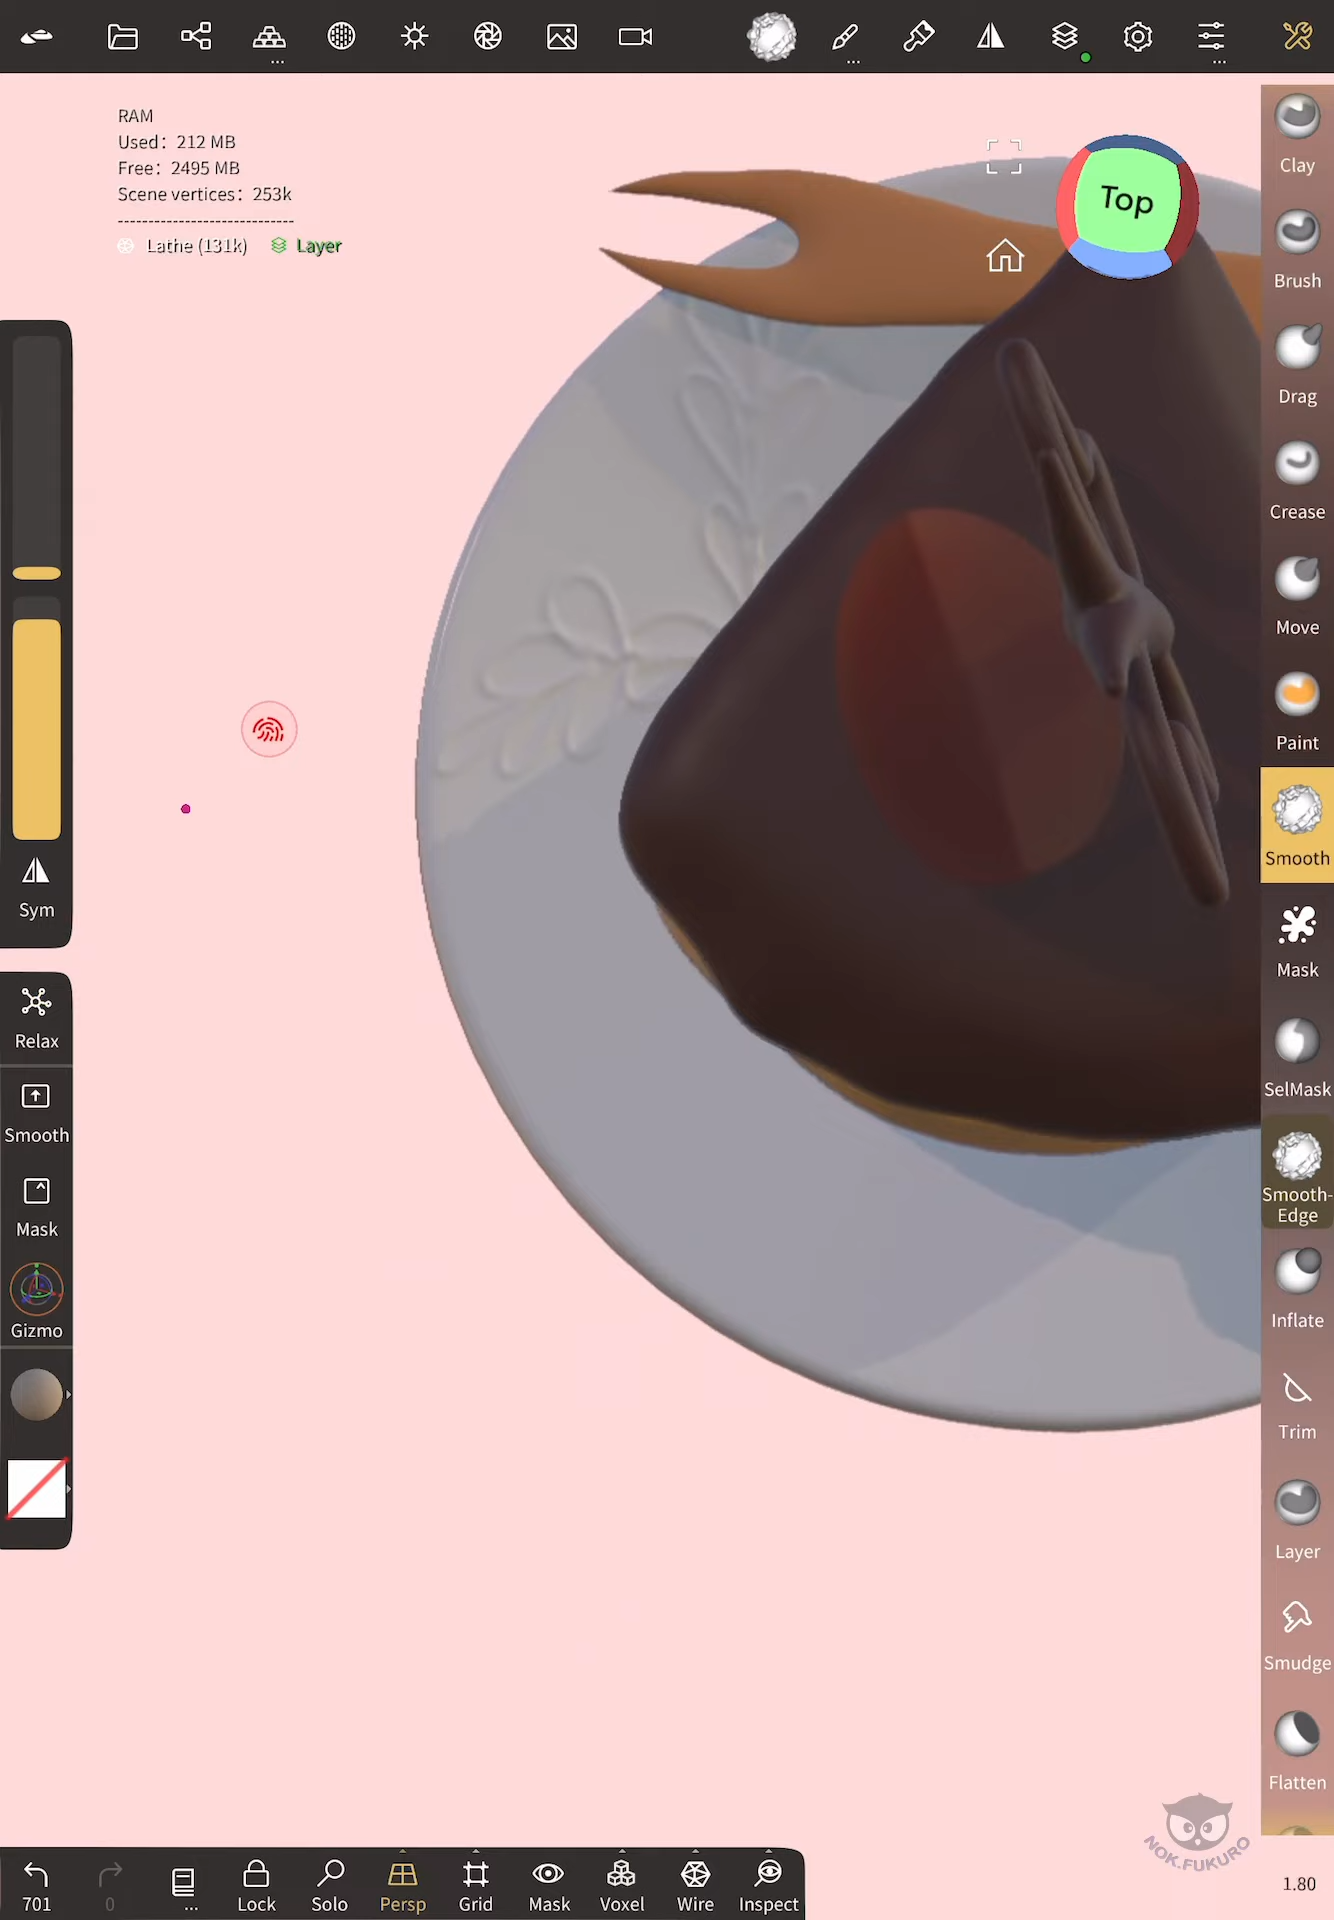 RAM
Used: 212 MB
Free: 2495 MB
Scene vertices: 253k
----------------------------
Lathe (131k) Layer
Top
Clay
Brush
Drag
Crease
Move
Paint
Smooth
Mask
SelMask
Smooth-
Edge
Inflate
Trim
Layer
Smudge
Flatten
Sym
Relax
Smooth
Mask
Gizmo
701
0
...
Lock
Solo
Persp
Grid
Mask
Voxel
Wire
Inspect
NOK.FUKURO
1.80